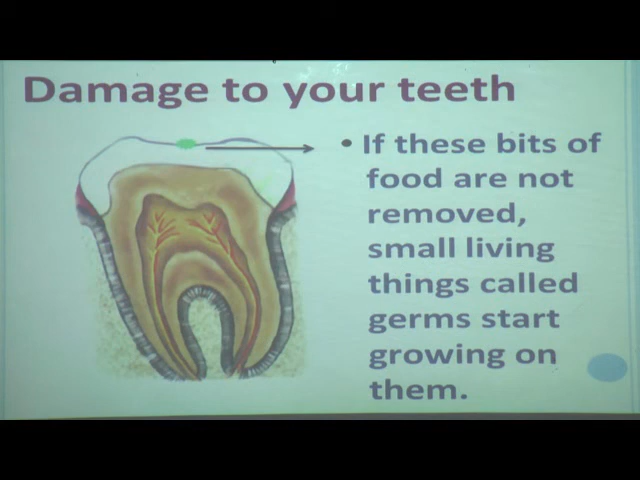 Damage to your teeth
• If these bits of
food are not
removed,
small living
things called
germs start
growing on
them.